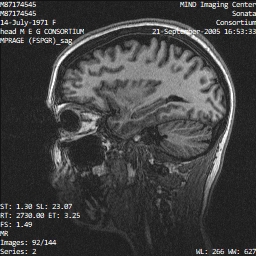 M87174545
M87174545
14-July-1971 F
head M E G CONSORTIUM
MPRAGE (FSPGR)_sag
MIND Imaging Center
Sonata
Consortium
21-September-2005 16:53:33
ST: 1.30 SL: 23.07
RT: 2730.00 ET: 3.25
FS: 1.49
MR
Images: 92/144
Series: 2
WL: 266 WW: 627